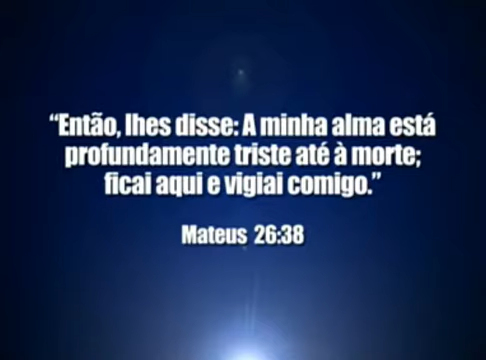 “Então, lhes disse: A minha alma está
profundamente triste até à morte;
ficai aqui e vigiai comigo.”
Mateus 26:38